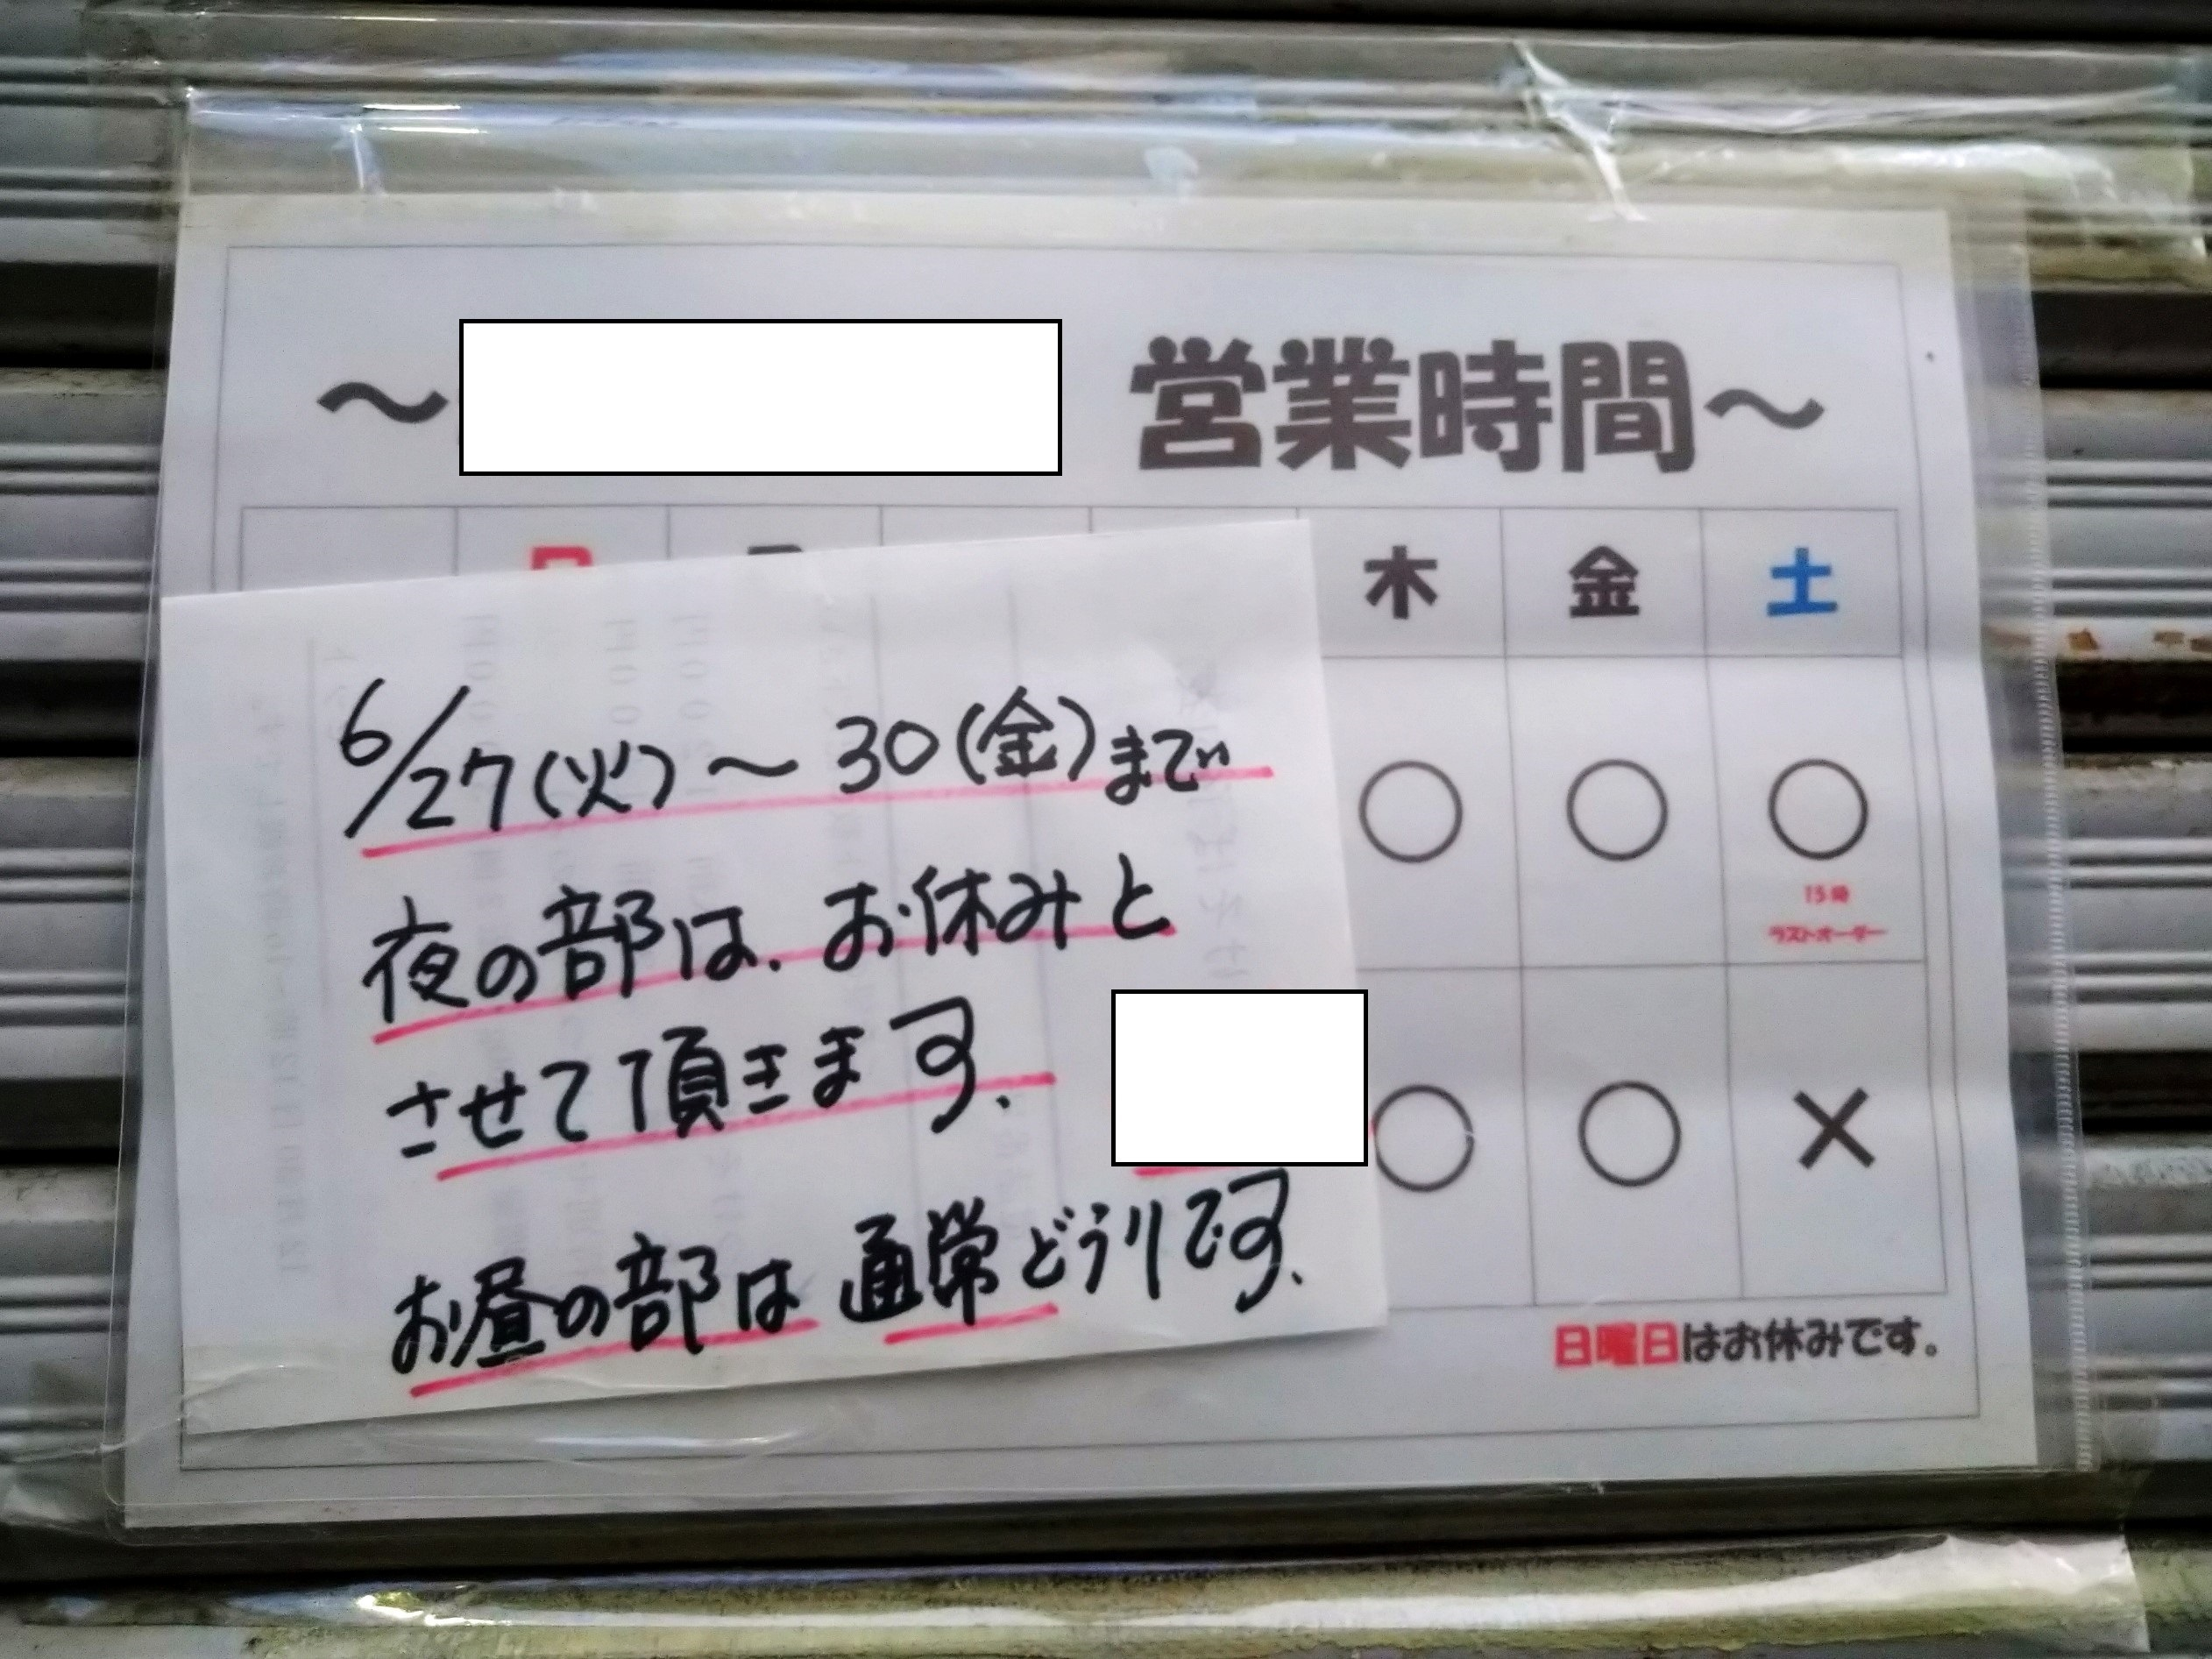 ～ 営業時間～
木 金 土
○ ○ ○
15時
ラストオーダー
○ ○ ×
日曜日はお休みです。
6/27(火)～30(金)まで
夜の部は、お休みと
させて頂きます、
お昼の部は通常どうりです、